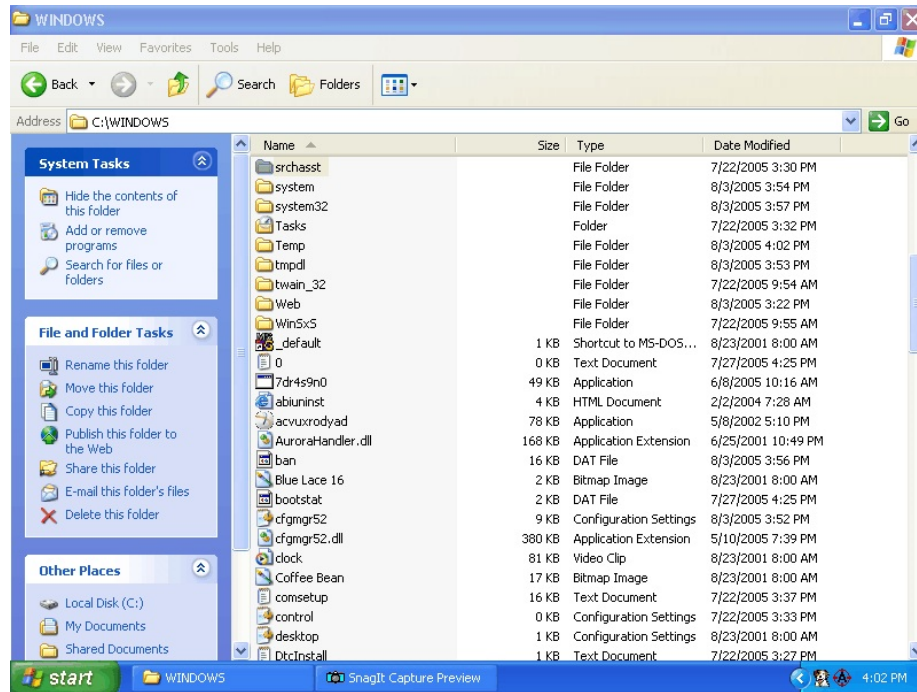 WINDOWS
File Edit View Favorites Tools Help
Back Search Folders
Address C:\WINDOWS Go
System Tasks
Hide the contents of
this folder
Add or remove
programs
Search for files or
folders
File and Folder Tasks
Rename this folder
Move this folder
Copy this folder
Publish this folder to
the Web
Share this folder
E-mail this folder's files
Delete this folder
Other Places
Local Disk (C:)
My Documents
Shared Documents
Name Size Type Date Modified
srchasst File Folder 7/22/2005 3:30 PM
system File Folder 8/3/2005 3:54 PM
system32 File Folder 8/3/2005 3:57 PM
Tasks Folder 7/22/2005 3:32 PM
Temp File Folder 8/3/2005 4:02 PM
tmpdl File Folder 8/3/2005 3:53 PM
twain_32 File Folder 7/22/2005 9:54 AM
Web File Folder 8/3/2005 3:22 PM
WinSxS File Folder 7/22/2005 9:55 AM
_default 1 KB Shortcut to MS-DOS... 8/23/2001 8:00 AM
0 0 KB Text Document 7/27/2005 4:25 PM
7dr4s9n0 49 KB Application 6/8/2005 10:16 AM
abiuninst 4 KB HTML Document 2/2/2004 7:28 AM
acvuxrodyad 78 KB Application 5/8/2002 5:10 PM
AuroraHandler.dll 168 KB Application Extension 6/25/2001 10:49 PM
ban 16 KB DAT File 8/3/2005 3:56 PM
Blue Lace 16 2 KB Bitmap Image 8/23/2001 8:00 AM
bootstat 2 KB DAT File 7/27/2005 4:25 PM
cfgmgr52 9 KB Configuration Settings 8/3/2005 3:52 PM
cfgmgr52.dll 380 KB Application Extension 5/10/2005 7:39 PM
clock 81 KB Video Clip 8/23/2001 8:00 AM
Coffee Bean 17 KB Bitmap Image 8/23/2001 8:00 AM
comsetup 16 KB Text Document 7/22/2005 3:37 PM
control 0 KB Configuration Settings 7/22/2005 3:33 PM
desktop 1 KB Configuration Settings 8/23/2001 8:00 AM
DtcInstall 1 KB Text Document 7/22/2005 3:27 PM
start WINDOWS SnagIt Capture Preview 4:02 PM